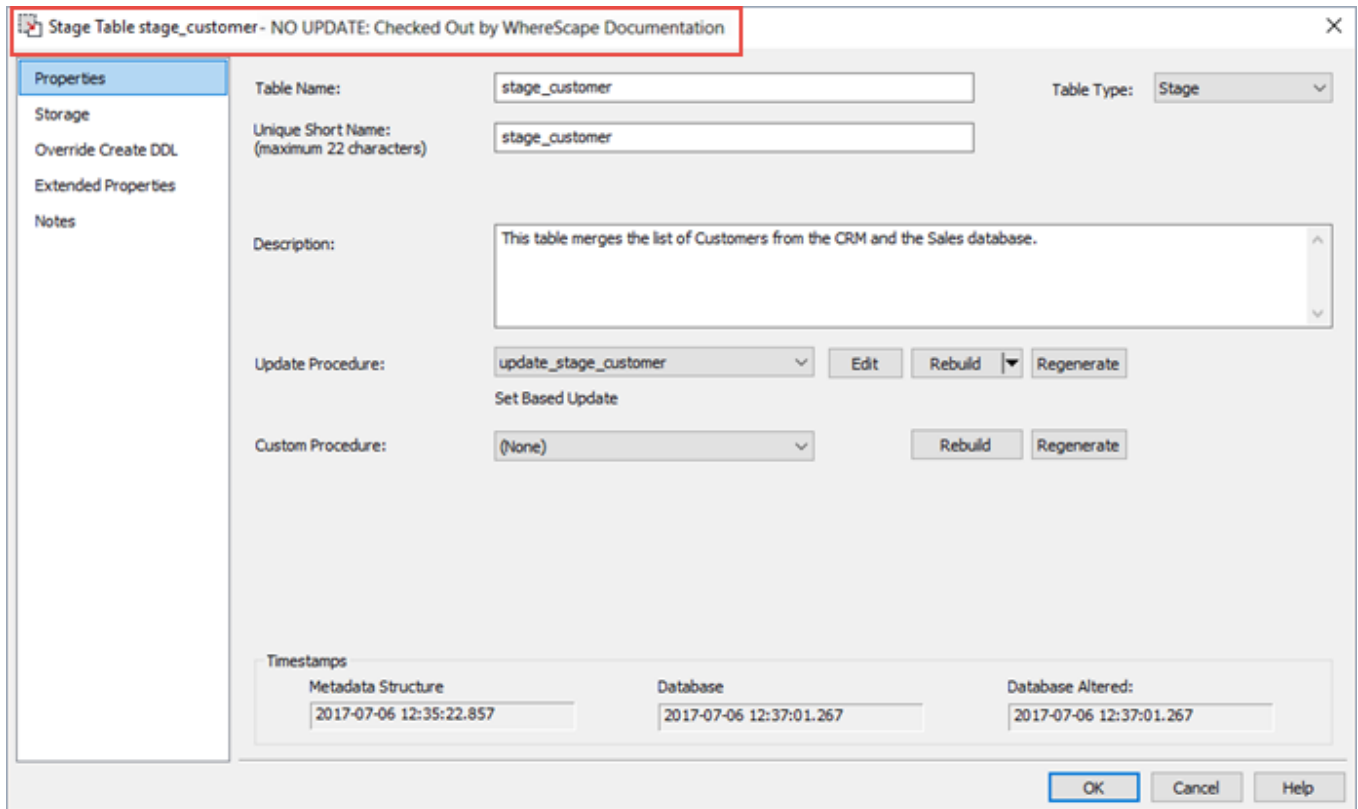 Stage Table stage_customer- NO UPDATE: Checked Out by WhereScape Documentation
Properties
Storage
Override Create DDL
Extended Properties
Notes
Table Name: stage_customer Table Type: Stage
Unique Short Name:
(maximum 22 characters) stage_customer
Description: This table merges the list of Customers from the CRM and the Sales database.
Update Procedure: update_stage_customer Edit Rebuild Regenerate
Set Based Update
Custom Procedure: (None) Rebuild Regenerate
Timestamps
Metadata Structure Database Database Altered:
2017-07-06 12:35:22.857 2017-07-06 12:37:01.267 2017-07-06 12:37:01.267
OK Cancel Help